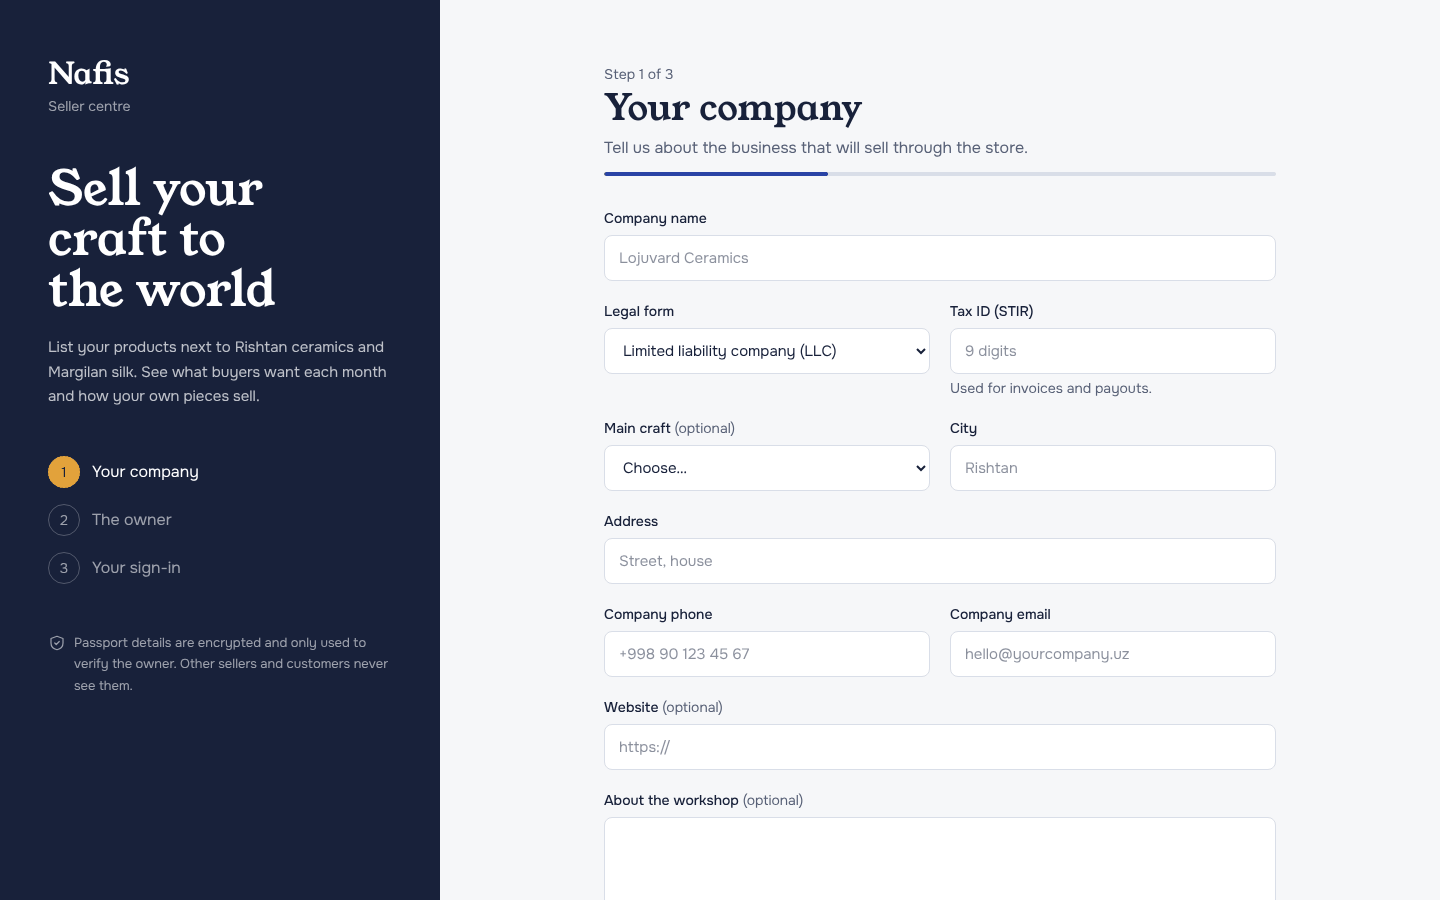 Nafis
Seller centre
Sell your
craft to
the world
List your products next to Rishtan ceramics and
Margilan silk. See what buyers want each month
and how your own pieces sell.
1 Your company
2 The owner
3 Your sign-in
Passport details are encrypted and only used to
verify the owner. Other sellers and customers never
see them.
Step 1 of 3
Your company
Tell us about the business that will sell through the store.
Company name
Lojuvard Ceramics
Legal form
Limited liability company (LLC)
Tax ID (STIR)
9 digits
Used for invoices and payouts.
Main craft (optional)
Choose...
City
Rishtan
Address
Street, house
Company phone
+998 90 123 45 67
Company email
hello@yourcompany.uz
Website (optional)
https://
About the workshop (optional)